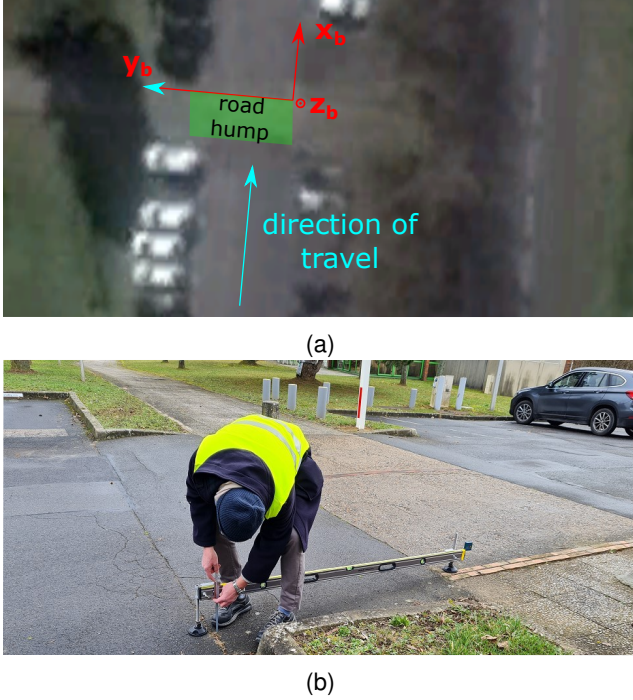 x_b
y_b
z_b
road
hump
direction of
travel
(a)
(b)